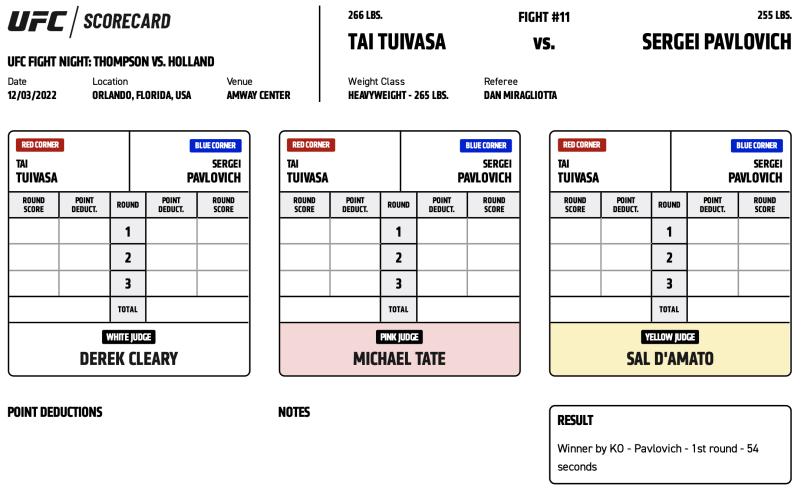 UFC SCORECARD
UFC FIGHT NIGHT: THOMPSON VS. HOLLAND
Date Location Venue
12/03/2022 ORLANDO, FLORIDA, USA AMWAY CENTER
266 LBS. FIGHT #11 255 LBS.
TAI TUIVASA VS. SERGEI PAVLOVICH
Weight Class Referee
HEAVYWEIGHT - 265 LBS. DAN MIRAGLIOTTA
RED CORNER BLUE CORNER
TAI SERGEI
TUIVASA PAVLOVICH
ROUND POINT ROUND POINT ROUND
SCORE DEDUCT. DEDUCT. SCORE
1
2
3
TOTAL
WHITE JUDGE
DEREK CLEARY
RED CORNER BLUE CORNER
TAI SERGEI
TUIVASA PAVLOVICH
ROUND POINT ROUND POINT ROUND
SCORE DEDUCT. DEDUCT. SCORE
1
2
3
TOTAL
PINK JUDGE
MICHAEL TATE
RED CORNER BLUE CORNER
TAI SERGEI
TUIVASA PAVLOVICH
ROUND POINT ROUND POINT ROUND
SCORE DEDUCT. DEDUCT. SCORE
1
2
3
TOTAL
YELLOW JUDGE
SAL D'AMATO
POINT DEDUCTIONS
NOTES
RESULT
Winner by KO - Pavlovich - 1st round - 54
seconds